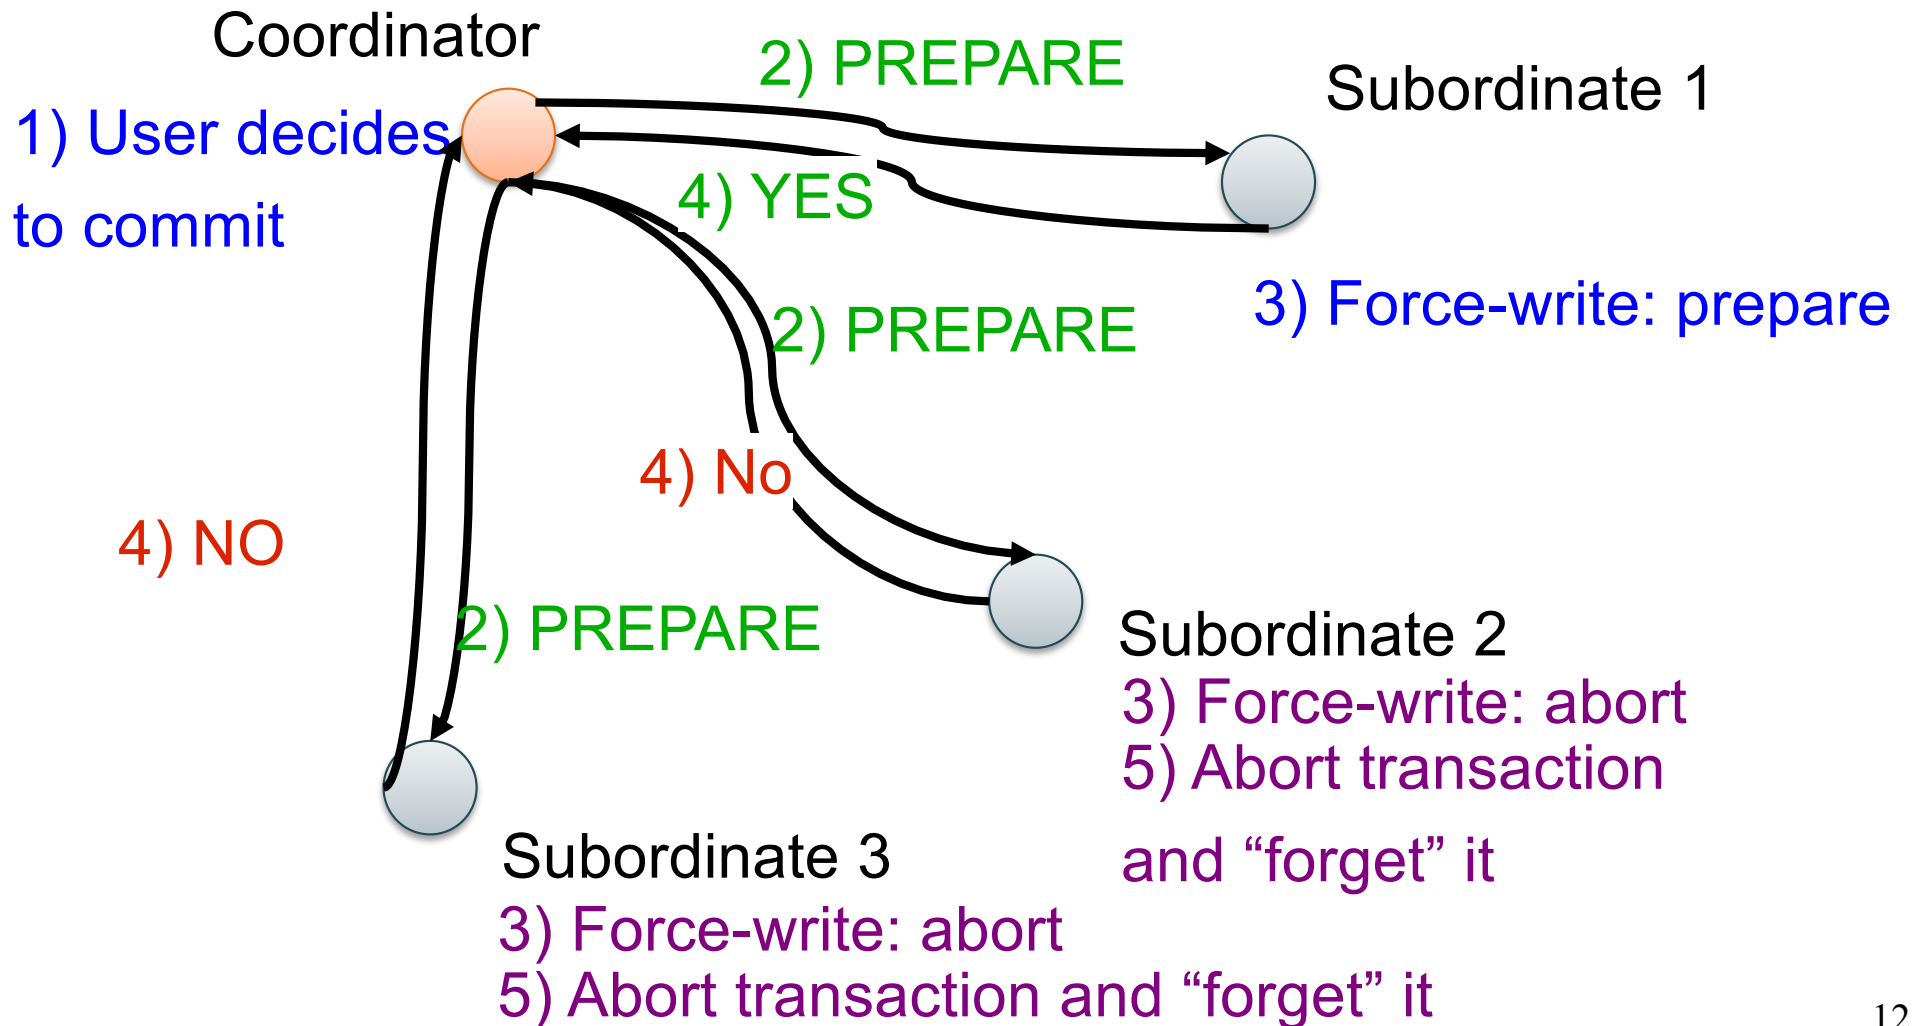 Coordinator
2) PREPARE
Subordinate 1
1) User decides
to commit
4) YES
3) Force-write: prepare
2) PREPARE
4) No
4) NO
2) PREPARE
Subordinate 2
3) Force-write: abort
5) Abort transaction
and “forget” it
Subordinate 3
3) Force-write: abort
5) Abort transaction and “forget” it
12